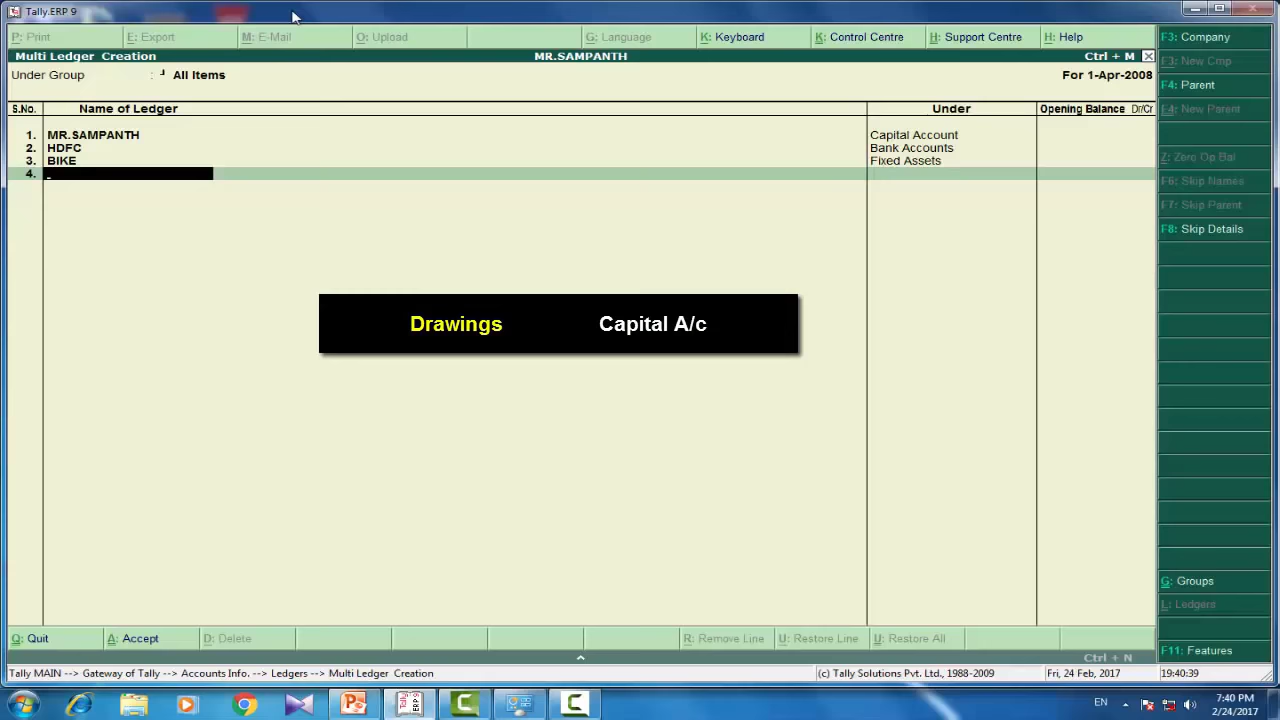 Tally.ERP 9
P: Print E: Export M: E-Mail O: Upload G: Language K: Keyboard K: Control Centre H: Support Centre H: Help
Multi Ledger Creation MR.SAMPANTH Ctrl + M
Under Group : All Items For 1-Apr-2008
S.No. Name of Ledger Under Opening Balance Dr/Cr
1. MR.SAMPANTH Capital Account
2. HDFC Bank Accounts
3. BIKE Fixed Assets
4.
Drawings Capital A/c
F3: Company
F3: New Cmp
F4: Parent
F4: New Parent
Z: Zero Op Bal
F6: Skip Names
F7: Skip Parent
F8: Skip Details
G: Groups
L: Ledgers
F11: Features
Q: Quit A: Accept D: Delete R: Remove Line U: Restore Line U: Restore All
Ctrl + N
Tally MAIN --> Gateway of Tally --> Accounts Info. --> Ledgers --> Multi Ledger Creation (c) Tally Solutions Pvt. Ltd., 1988-2009 Fri, 24 Feb, 2017 19:40:39
EN 7:40 PM
2/24/2017